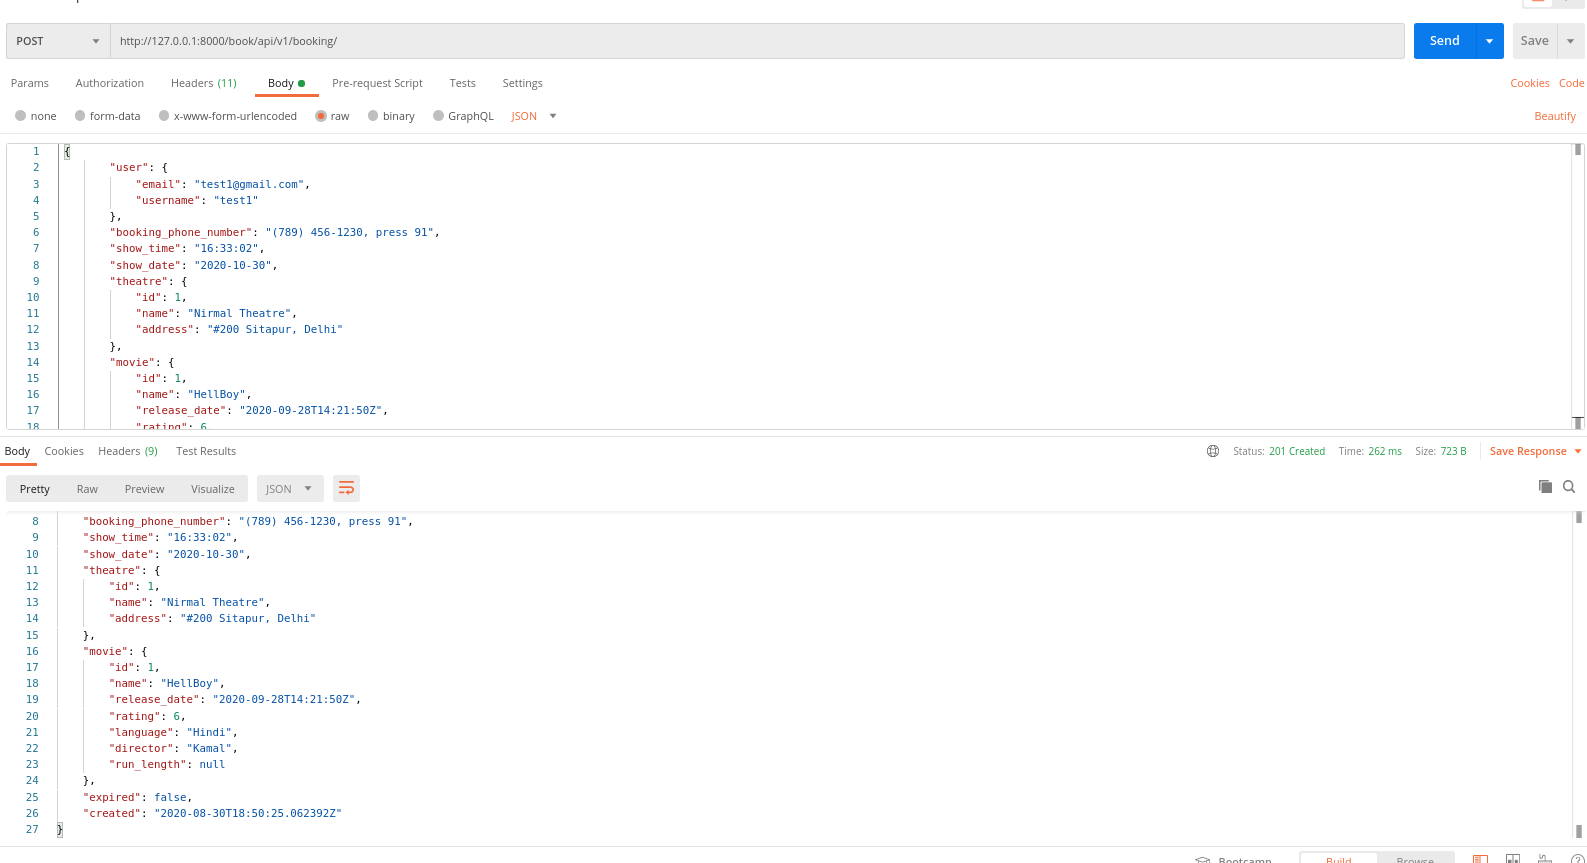 POST http://127.0.0.1:8000/book/api/v1/booking/ Send Save
Params Authorization Headers (11) Body Pre-request Script Tests Settings Cookies Code
none form-data x-www-form-urlencoded raw binary GraphQL JSON Beautify
1 {
2 "user": {
3 "email": "test1@gmail.com",
4 "username": "test1"
5 },
6 "booking_phone_number": "(789) 456-1230, press 91",
7 "show_time": "16:33:02",
8 "show_date": "2020-10-30",
9 "theatre": {
10 "id": 1,
11 "name": "Nirmal Theatre",
12 "address": "#200 Sitapur, Delhi"
13 },
14 "movie": {
15 "id": 1,
16 "name": "HellBoy",
17 "release_date": "2020-09-28T14:21:50Z",
18 "rating": 6,
Body Cookies Headers (9) Test Results Status: 201 Created Time: 262 ms Size: 723 B Save Response
Pretty Raw Preview Visualize JSON
8 "booking_phone_number": "(789) 456-1230, press 91",
9 "show_time": "16:33:02",
10 "show_date": "2020-10-30",
11 "theatre": {
12 "id": 1,
13 "name": "Nirmal Theatre",
14 "address": "#200 Sitapur, Delhi"
15 },
16 "movie": {
17 "id": 1,
18 "name": "HellBoy",
19 "release_date": "2020-09-28T14:21:50Z",
20 "rating": 6,
21 "language": "Hindi",
22 "director": "Kamal",
23 "run_length": null
24 },
25 "expired": false,
26 "created": "2020-08-30T18:50:25.062392Z"
27 }
Bootcamp Build Browse